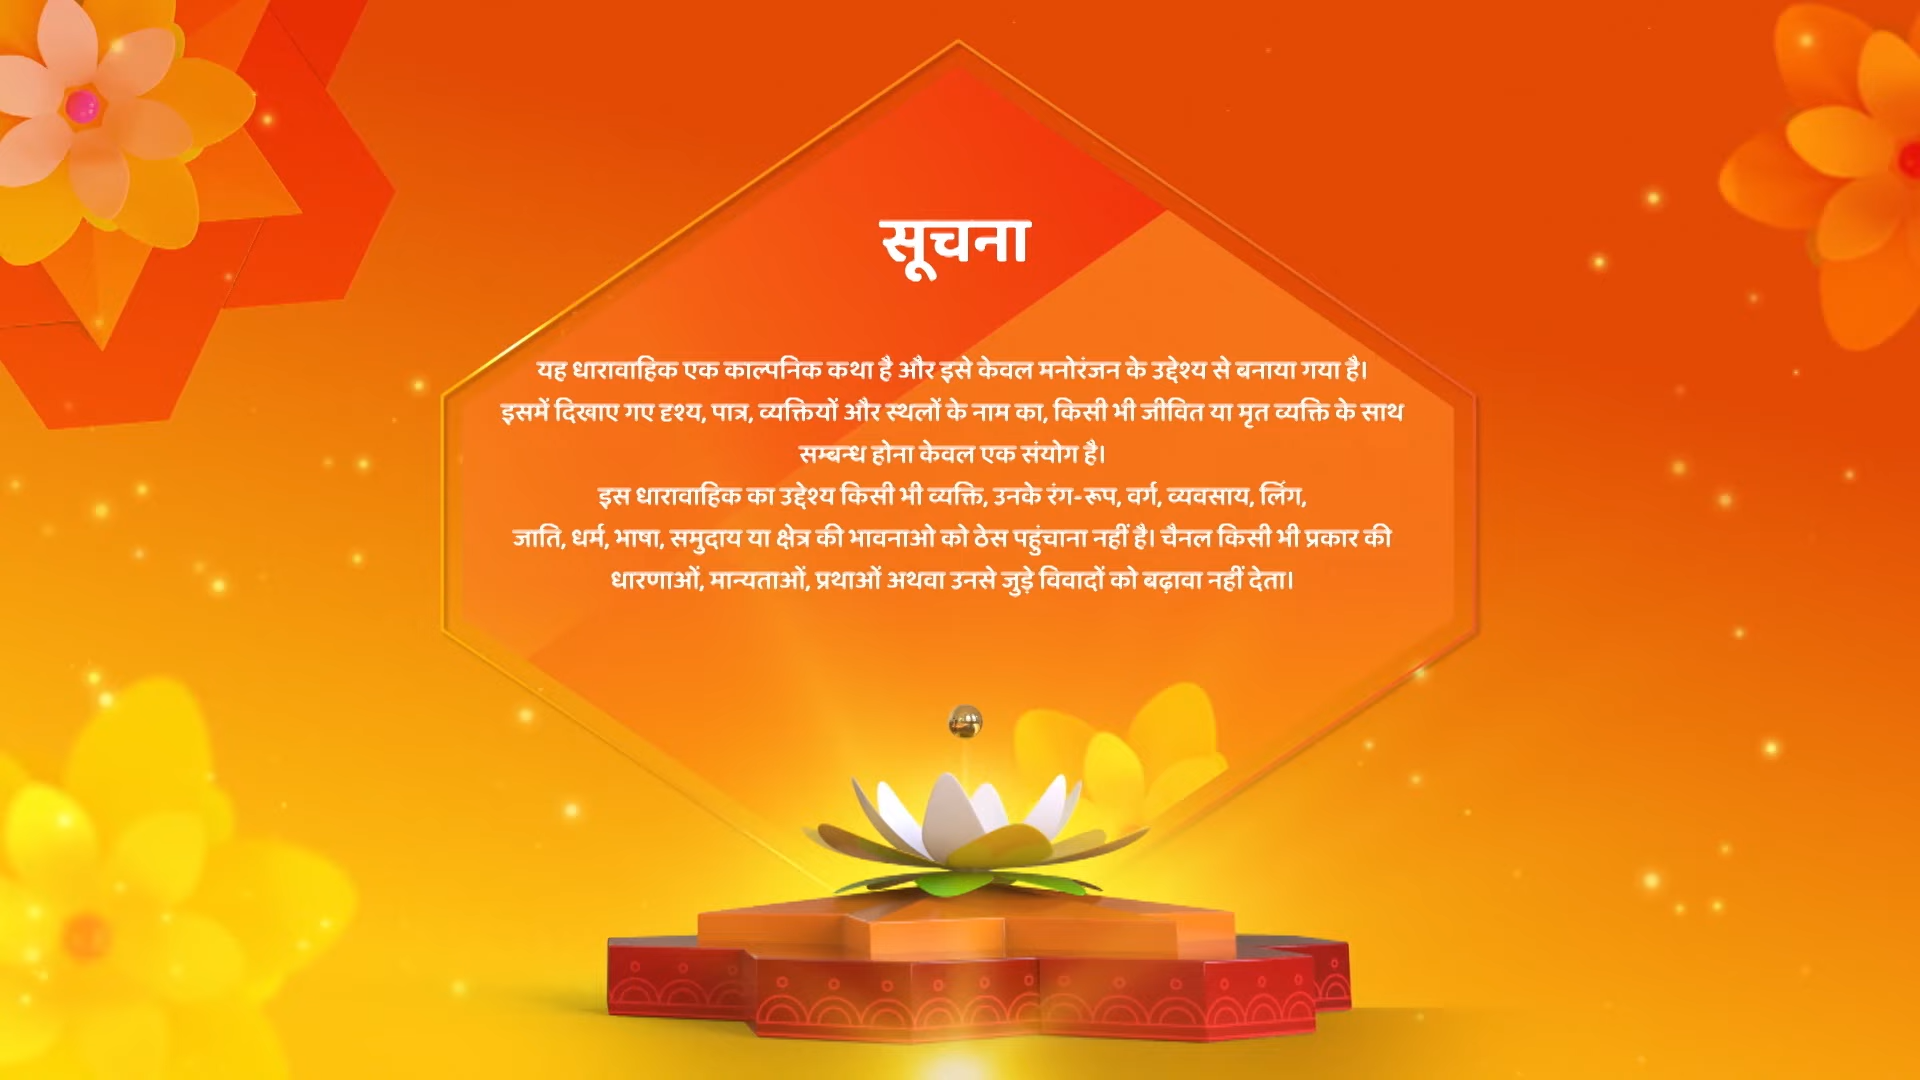 सूचना
यह धारावाहिक एक काल्पनिक कथा है और इसे केवल मनोरंजन के उद्देश्य से बनाया गया है।
इसमें दिखाए गए दृश्य, पात्र, व्यक्तियों और स्थलों के नाम का, किसी भी जीवित या मृत व्यक्ति के साथ
सम्बन्ध होना केवल एक संयोग है।
इस धारावाहिक का उद्देश्य किसी भी व्यक्ति, उनके रंग-रूप, वर्ग, व्यवसाय, लिंग,
जाति, धर्म, भाषा, समुदाय या क्षेत्र की भावनाओ को ठेस पहुंचाना नहीं है। चैनल किसी भी प्रकार की
धारणाओं, मान्यताओं, प्रथाओं अथवा उनसे जुड़े विवादों को बढ़ावा नहीं देता।